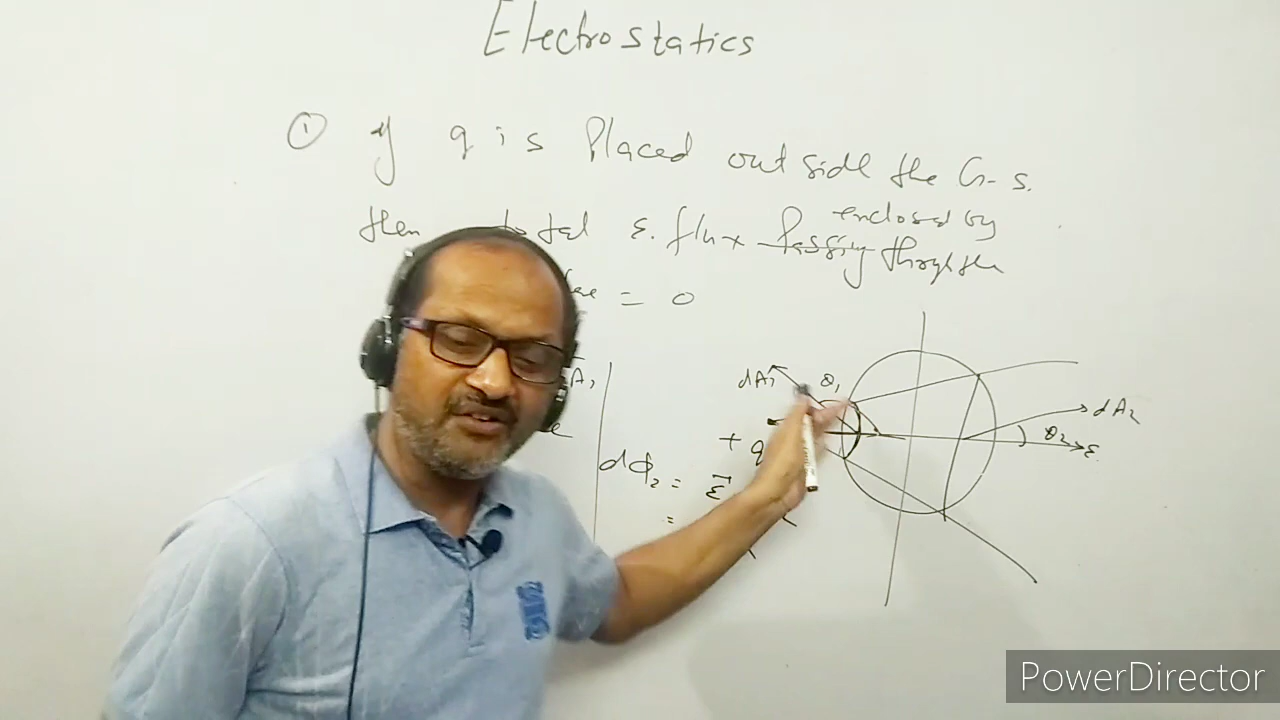 Electrostatics
① If q is Placed outside the G-s.
then total ε. flux passing through the
enclosed by
= 0
A₁
dφ₂ = ε⃗
=
dA₁ θ₁
+ q
dA₂
θ₂ ε
PowerDirector